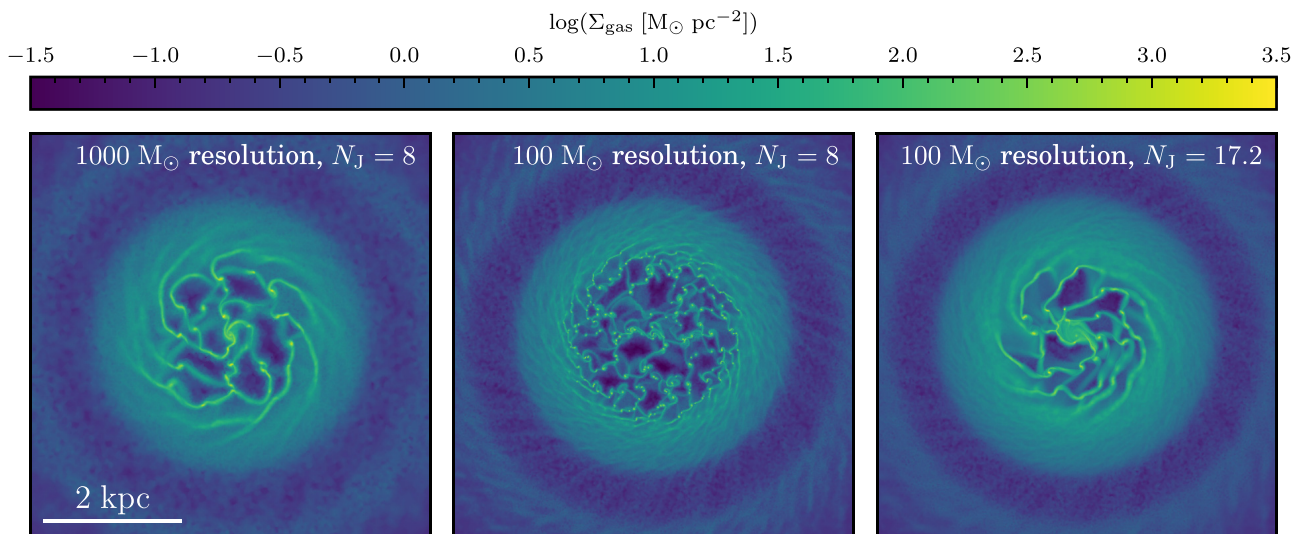 log(Σgas [M⊙ pc−2])
−1.5 −1.0 −0.5 0.0 0.5 1.0 1.5 2.0 2.5 3.0 3.5
1000 M⊙ resolution, NJ = 8
100 M⊙ resolution, NJ = 8
100 M⊙ resolution, NJ = 17.2
2 kpc